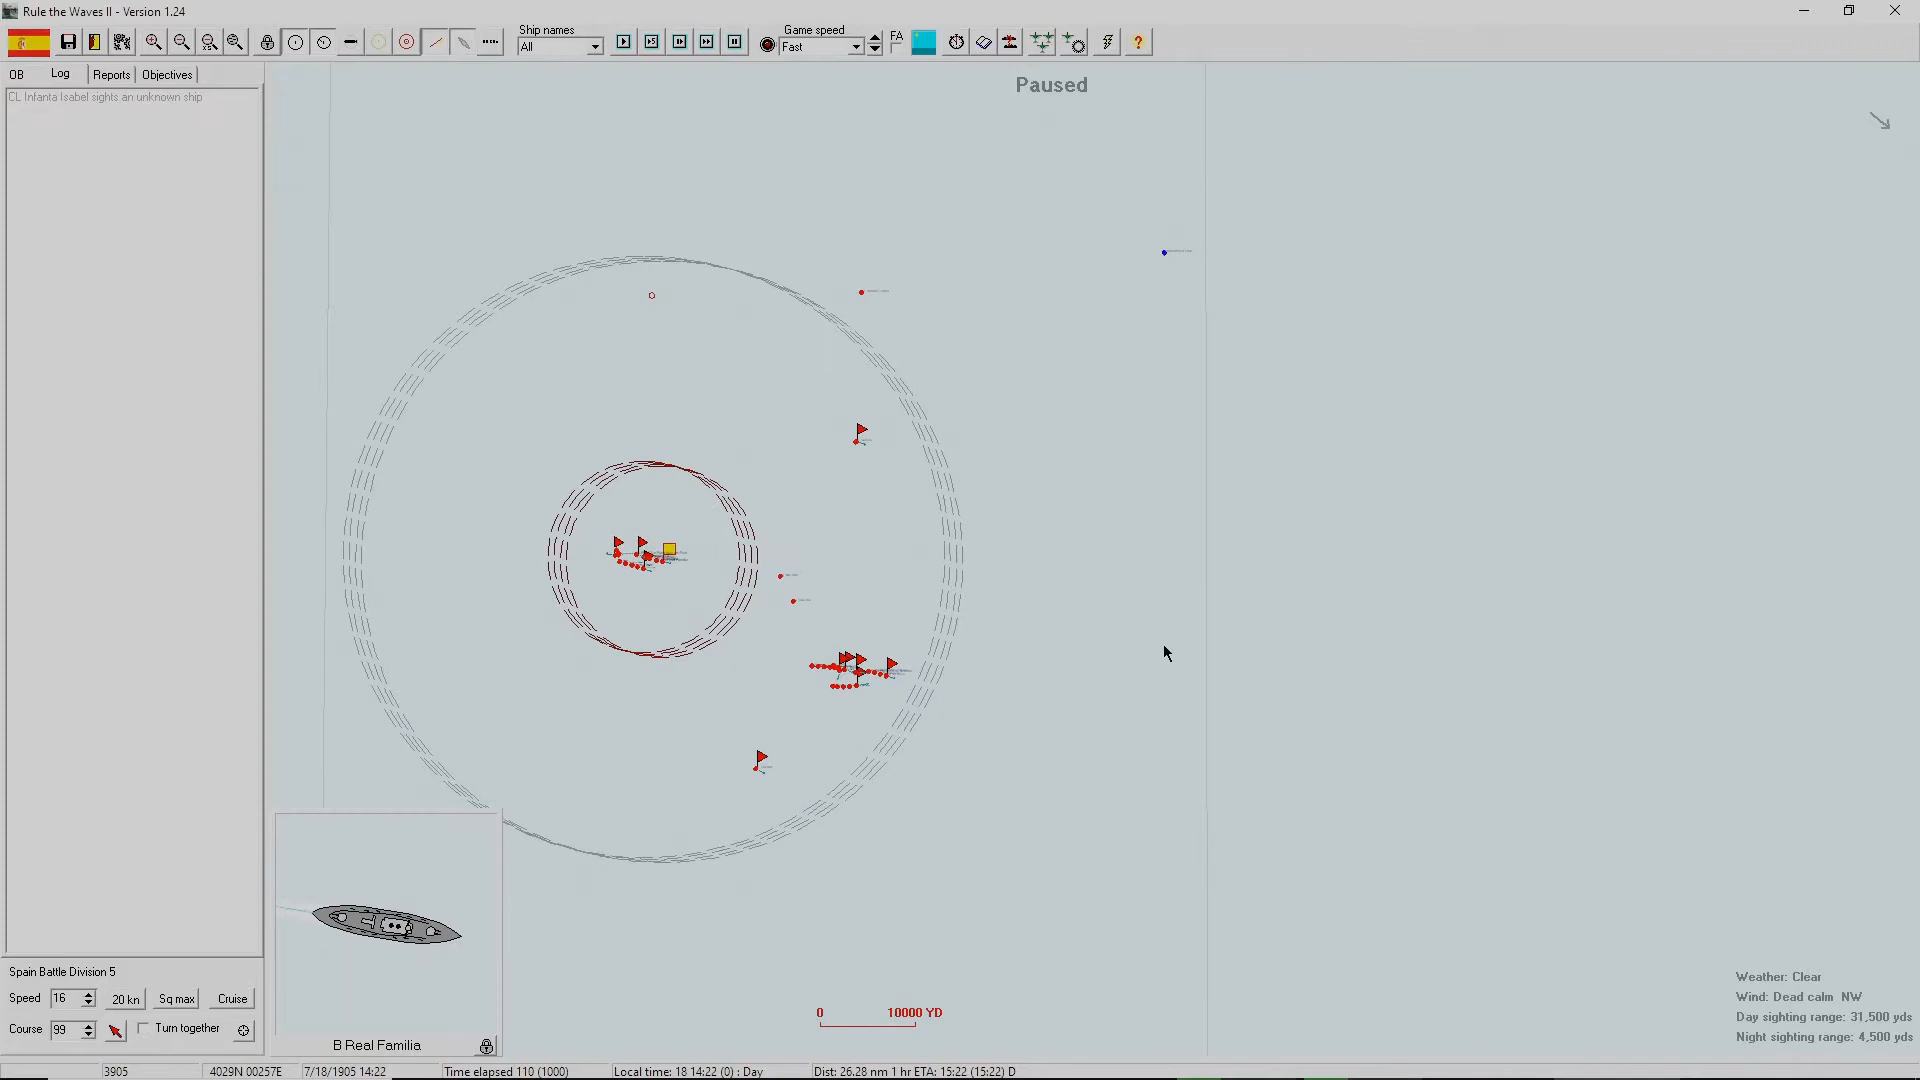 Rule the Waves II - Version 1.24
Ship names
All
Game speed
Fast
FA
OB
Log
Reports
Objectives
CL Infanta Isabel sights an unknown ship
Paused
Spain Battle Division 5
Speed 16 20 kn Sq max Cruise
Course 99 Turn together
B Real Familia
0 10000 YD
Weather: Clear
Wind: Dead calm NW
Day sighting range: 31,500 yds
Night sighting range: 4,500 yds
3905
4029N 00257E
7/18/1905 14:22
Time elapsed 110 (1000)
Local time: 18 14:22 (0) : Day
Dist: 26.28 nm 1 hr ETA: 15:22 (15:22) D